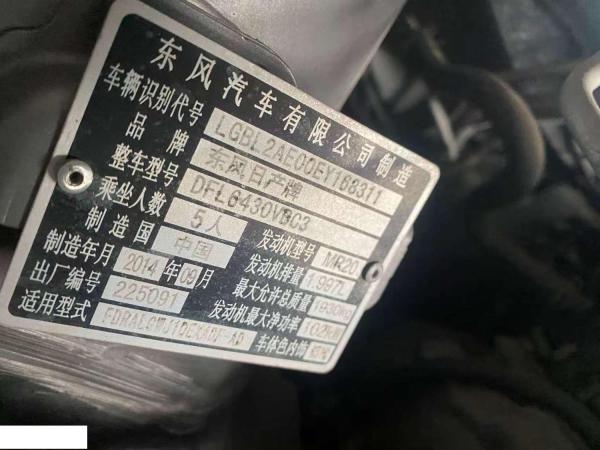 东风汽车有限公司制造
车辆识别代号 LGBL2AE00EY168311
品牌 东风日产牌
整车型号 DFL6430VBC3
乘坐人数 5人 发动机型号 MR20
制造国 中国 发动机排量 1.997L
制造年月 2014年09月 最大允许总质量 1930kg
出厂编号 225091 发动机最大净功率 102kW
适用型式 车体色内饰